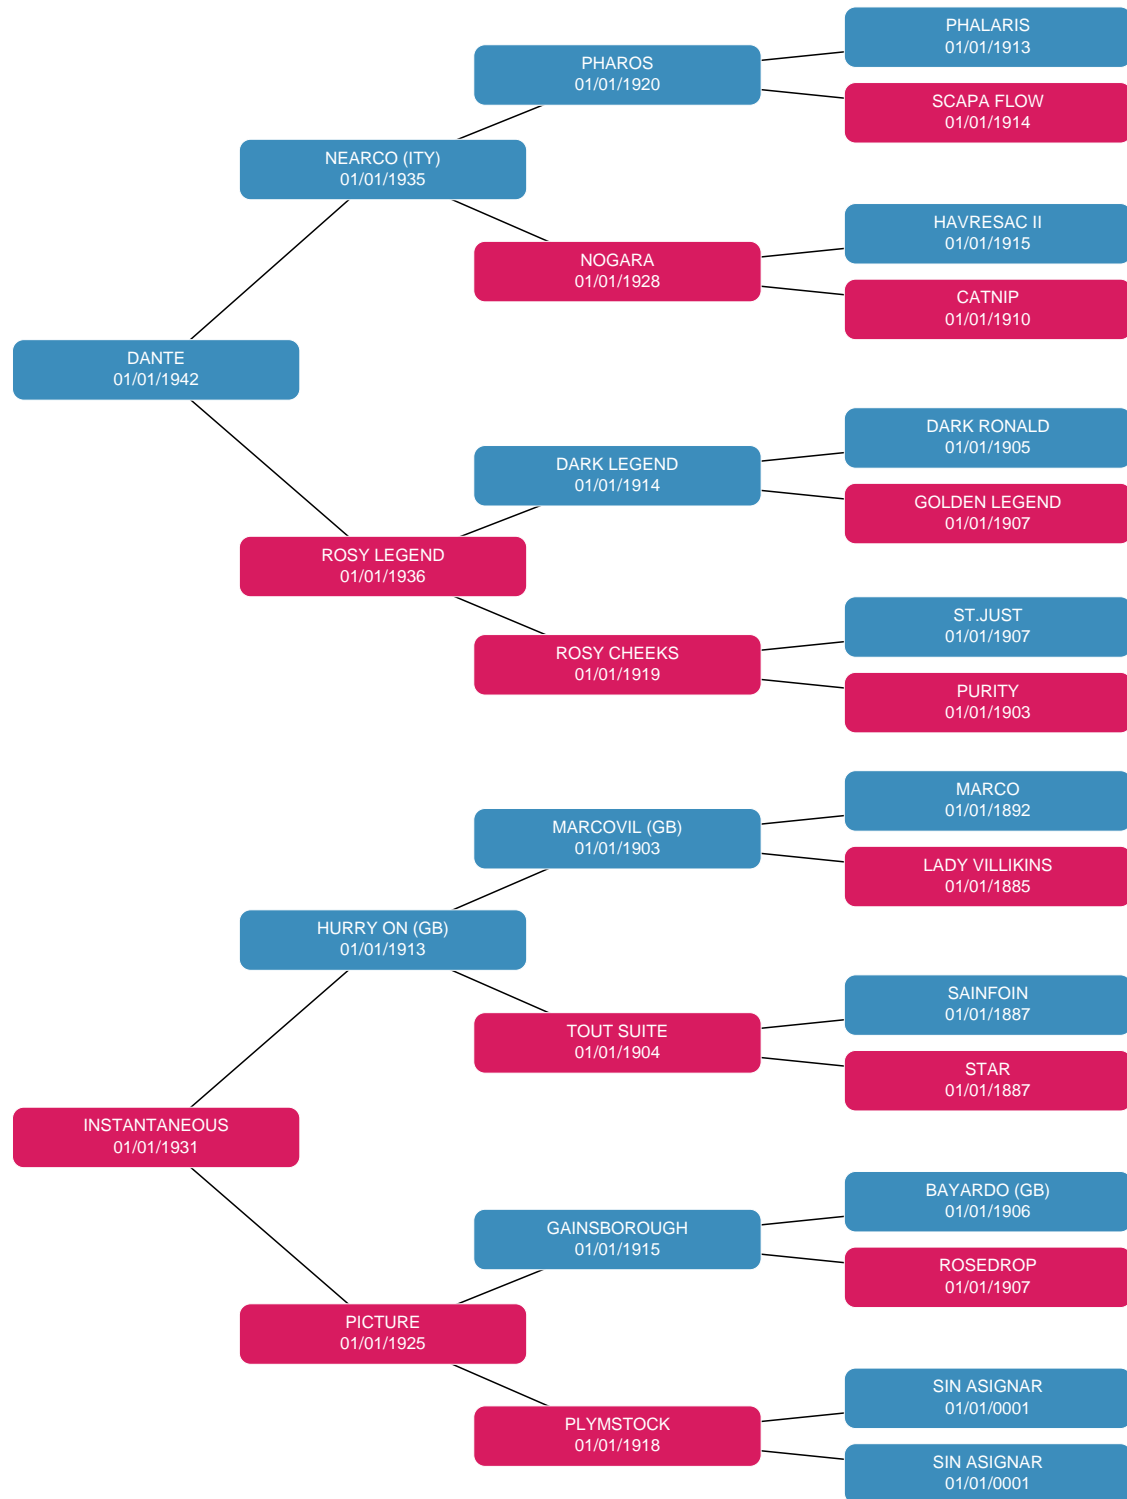 PHALARIS
01/01/1913
PHAROS
01/01/1920
SCAPA FLOW
01/01/1914
NEARCO (ITY)
01/01/1935
HAVRESAC II
01/01/1915
NOGARA
01/01/1928
CATNIP
01/01/1910
DANTE
01/01/1942
DARK RONALD
01/01/1905
DARK LEGEND
01/01/1914
GOLDEN LEGEND
01/01/1907
ROSY LEGEND
01/01/1936
ST.JUST
01/01/1907
ROSY CHEEKS
01/01/1919
PURITY
01/01/1903
MARCO
01/01/1892
MARCOVIL (GB)
01/01/1903
LADY VILLIKINS
01/01/1885
HURRY ON (GB)
01/01/1913
SAINFOIN
01/01/1887
TOUT SUITE
01/01/1904
STAR
01/01/1887
INSTANTANEOUS
01/01/1931
BAYARDO (GB)
01/01/1906
GAINSBOROUGH
01/01/1915
ROSEDROP
01/01/1907
PICTURE
01/01/1925
SIN ASIGNAR
01/01/0001
PLYMSTOCK
01/01/1918
SIN ASIGNAR
01/01/0001